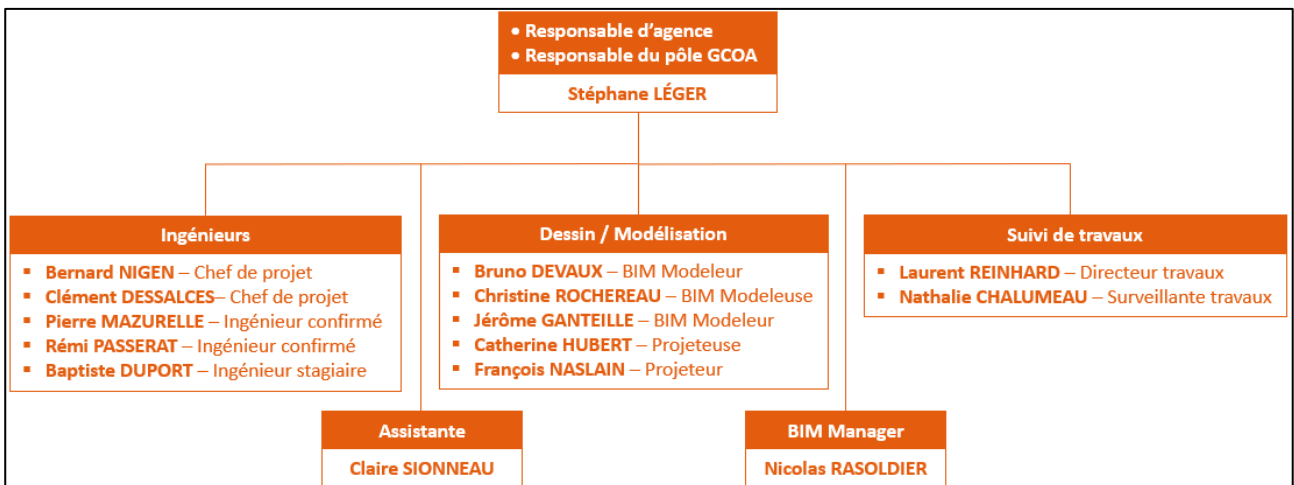 • Responsable d'agence
• Responsable du pôle GCOA
Stéphane LÉGER
Ingénieurs
▪ Bernard NIGEN – Chef de projet
▪ Clément DESSALCES– Chef de projet
▪ Pierre MAZURELLE – Ingénieur confirmé
▪ Rémi PASSERAT – Ingénieur confirmé
▪ Baptiste DUPORT – Ingénieur stagiaire
Dessin / Modélisation
▪ Bruno DEVAUX – BIM Modeleur
▪ Christine ROCHEREAU – BIM Modeleuse
▪ Jérôme GANTEILLE – BIM Modeleur
▪ Catherine HUBERT – Projeteuse
▪ François NASLAIN – Projeteur
Suivi de travaux
▪ Laurent REINHARD – Directeur travaux
▪ Nathalie CHALUMEAU – Surveillante travaux
Assistante
Claire SIONNEAU
BIM Manager
Nicolas RASOLDIER